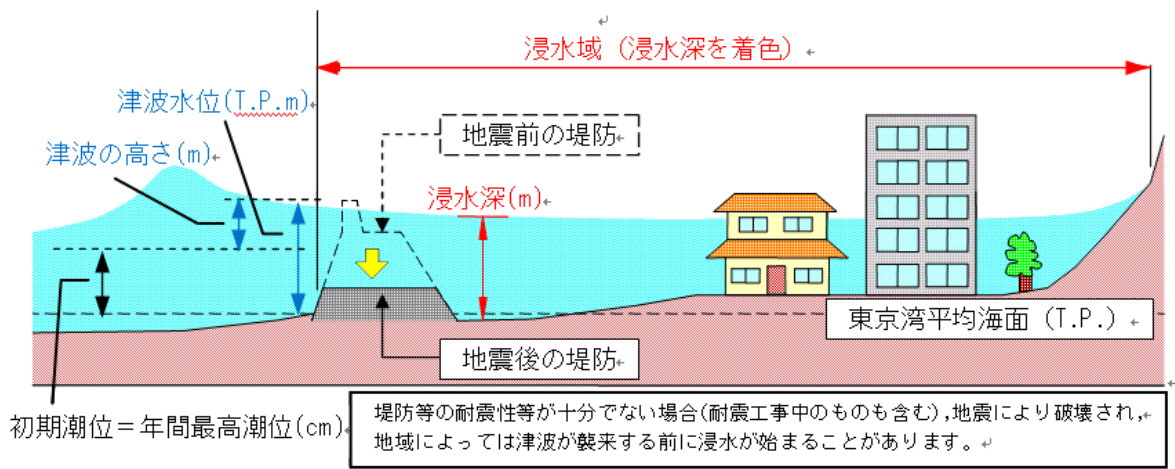 浸水域（浸水深を着色）
津波水位(T.P.m)
地震前の堤防
津波の高さ(m)
浸水深(m)
東京湾平均海面（T.P.）
地震後の堤防
初期潮位＝年間最高潮位(cm)
堤防等の耐震性等が十分でない場合(耐震工事中のものも含む),地震により破壊され,
地域によっては津波が襲来する前に浸水が始まることがあります。